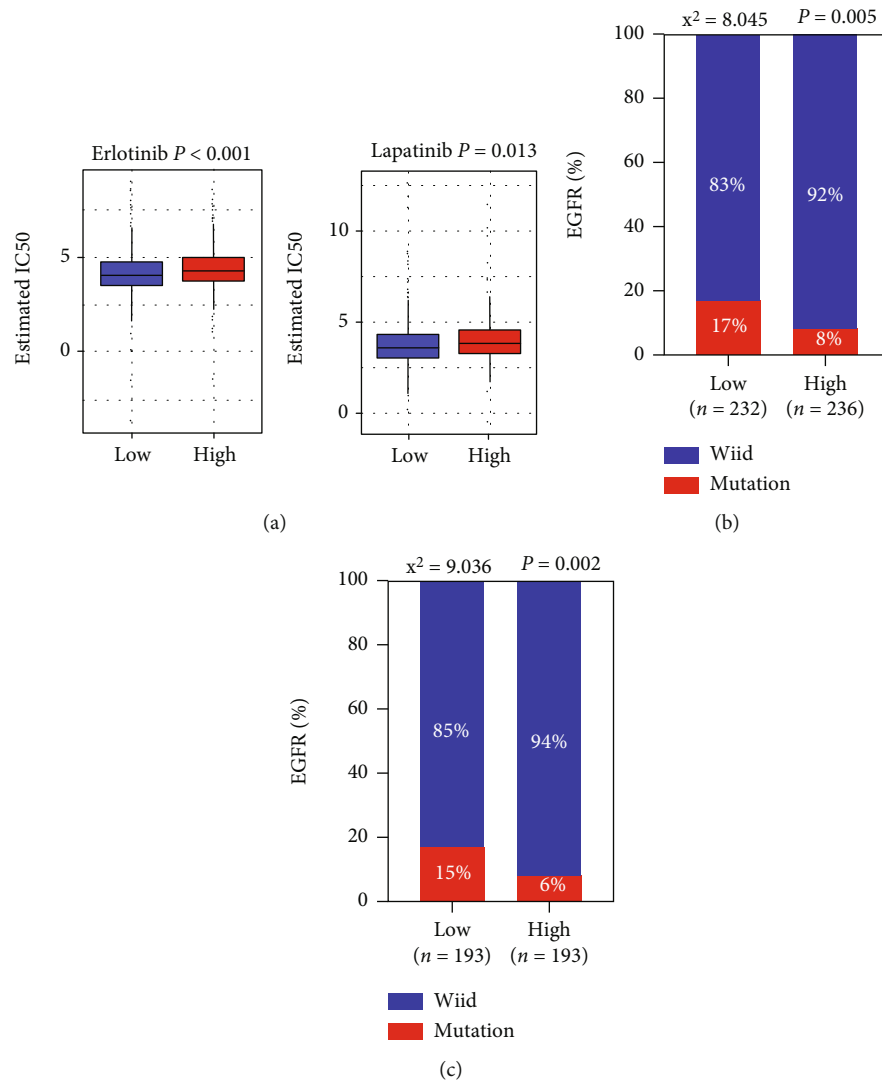 Erlotinib P < 0.001
Estimated IC50
5
0
Low High
Lapatinib P = 0.013
Estimated IC50
10
5
0
Low High
(a)
x² = 8.045 P = 0.005
EGFR (%)
100
80
60
40
20
0
83%
92%
17%
8%
Low High
(n = 232) (n = 236)
Wiid
Mutation
(b)
x² = 9.036 P = 0.002
EGFR (%)
100
80
60
40
20
0
85%
94%
15%
6%
Low High
(n = 193) (n = 193)
Wiid
Mutation
(c)